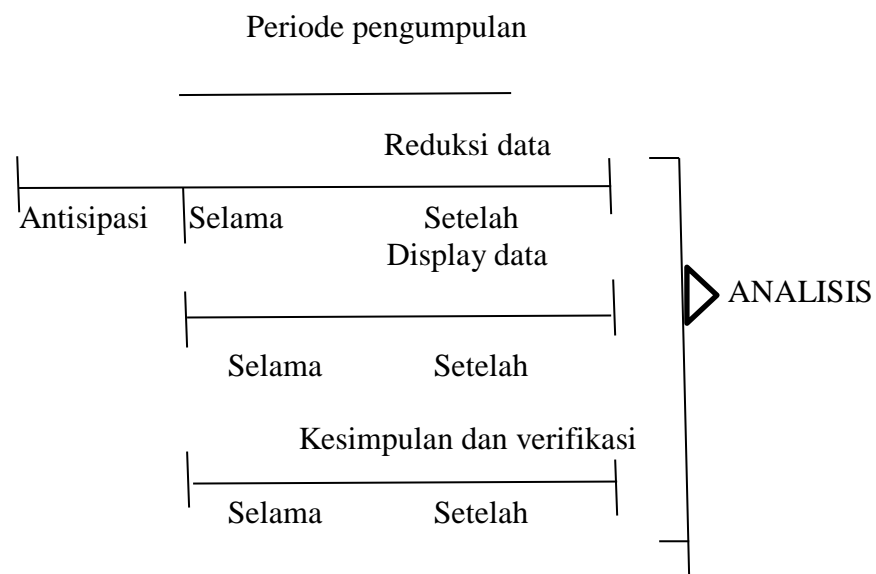 Periode pengumpulan
Reduksi data
Antisipasi Selama Setelah
Display data
ANALISIS
Selama Setelah
Kesimpulan dan verifikasi
Selama Setelah